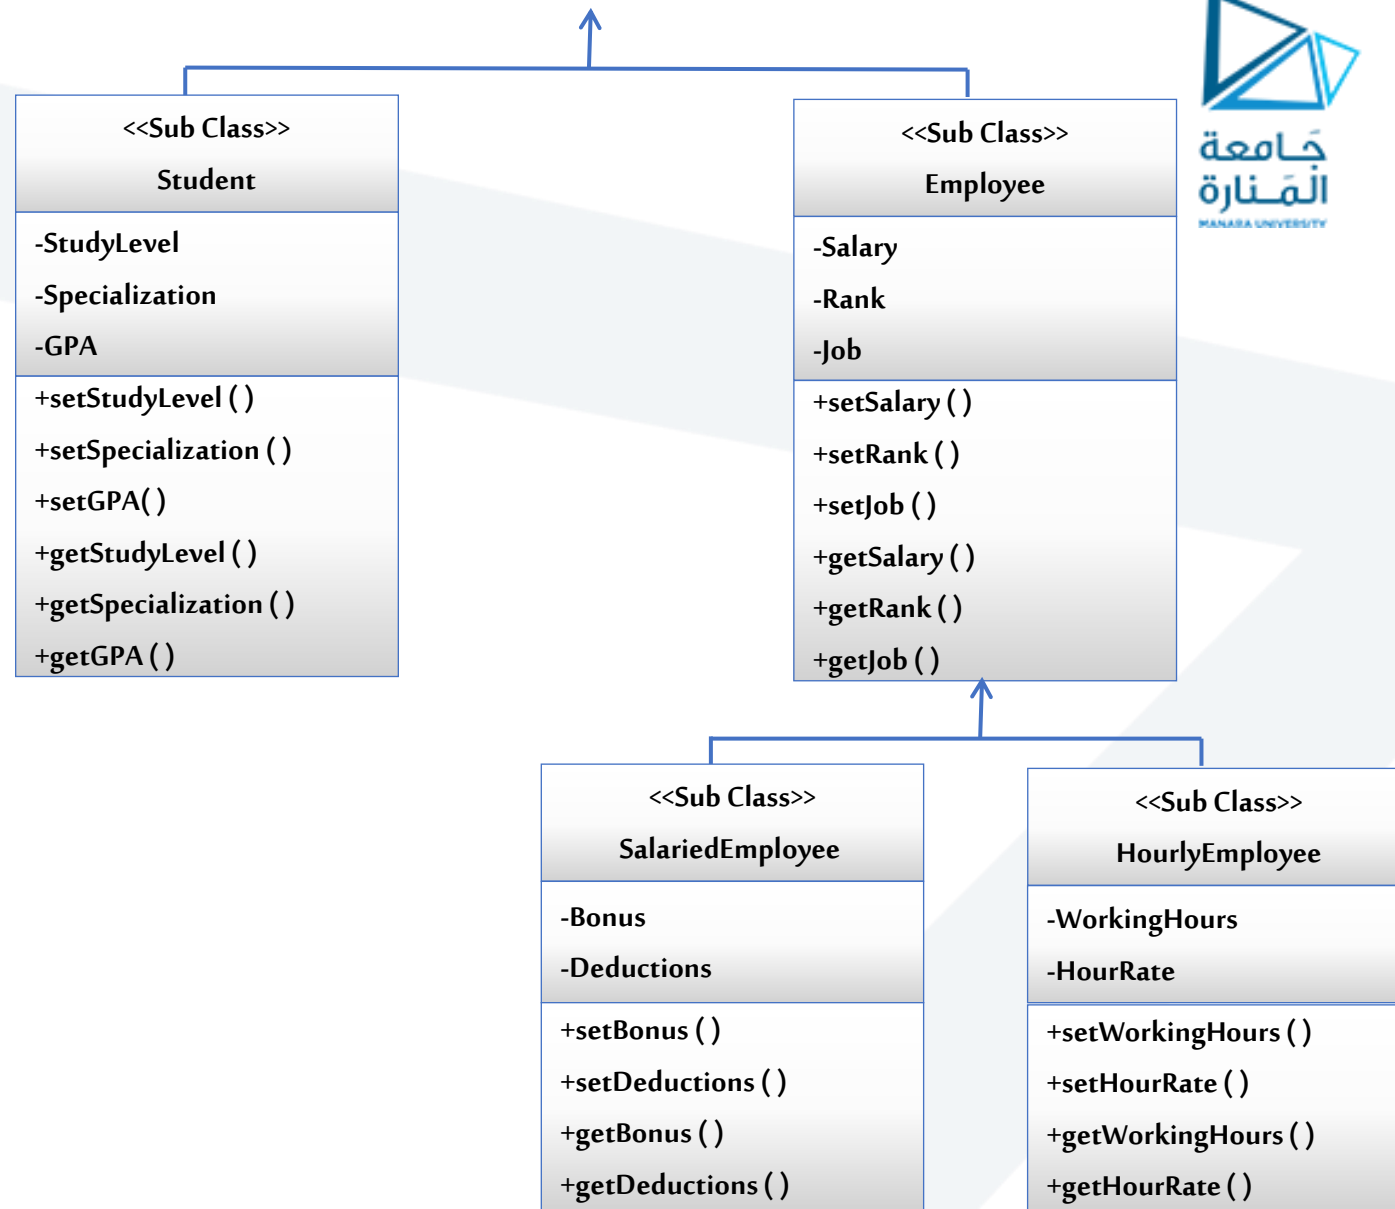 جَامعة
المَنارة
MANARA UNIVERSITY
<<Sub Class>>
Student
-StudyLevel
-Specialization
-GPA
+setStudyLevel ( )
+setSpecialization ( )
+setGPA( )
+getStudyLevel ( )
+getSpecialization ( )
+getGPA ( )
<<Sub Class>>
Employee
-Salary
-Rank
-Job
+setSalary ( )
+setRank ( )
+setJob ( )
+getSalary ( )
+getRank ( )
+getJob ( )
<<Sub Class>>
SalariedEmployee
-Bonus
-Deductions
+setBonus ( )
+setDeductions ( )
+getBonus ( )
+getDeductions ( )
<<Sub Class>>
HourlyEmployee
-WorkingHours
-HourRate
+setWorkingHours ( )
+setHourRate ( )
+getWorkingHours ( )
+getHourRate ( )